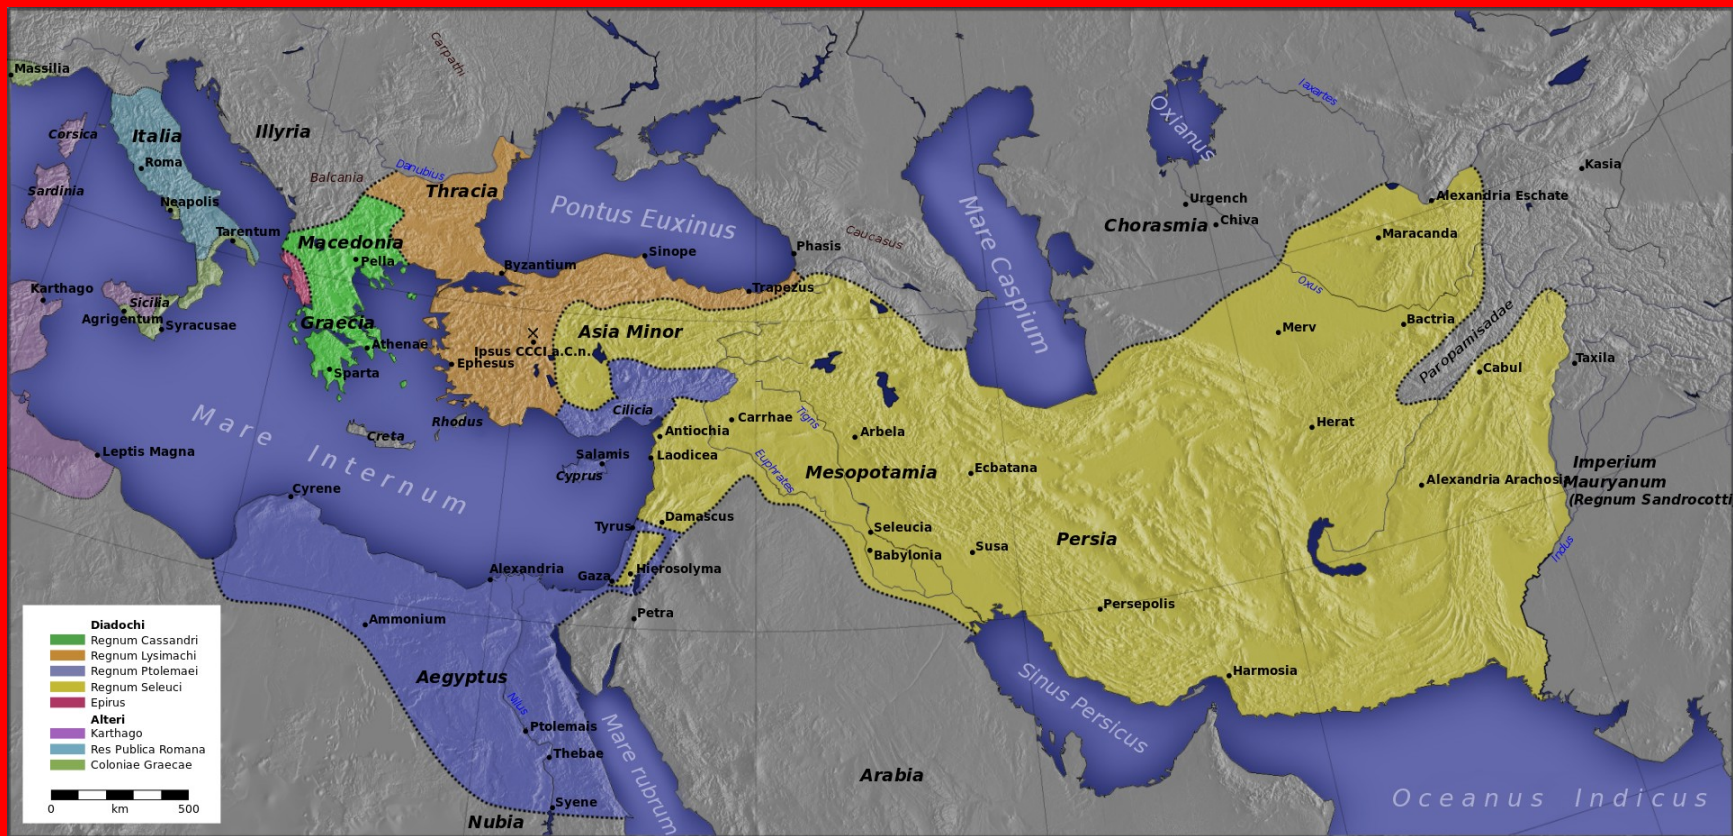 Massilia
Carpathi
Corsica
Italia
Illyria
Roma
Sardinia
Neapolis
Tarentum
Balcania
Danubius
Thracia
Macedonia
Pella
Pontus Euxinus
Sinope
Byzantium
Phasis
Caucasus
Trapezus
Mare Caspium
Oxianus
Iaxartes
Urgench
Chorasmia
Chiva
Kasia
Alexandria Eschate
Maracanda
Oxus
Merv
Bactria
Paropamisadae
Cabul
Taxila
Karthago
Sicilia
Agrigentum
Syracusae
Graecia
Athenae
Sparta
Ipsus CCCI a.C.n.
Ephesus
Asia Minor
Rhodus
Creta
Cilicia
Carrhae
Tigris
Antiochia
Arbela
Laodicea
Salamis
Cyprus
Euphrates
Mesopotamia
Ecbatana
Herat
Alexandria Arachosia
Imperium
Mauryanum
(Regnum Sandrocotti
Indus
Leptis Magna
Mare Internum
Cyrene
Tyrus
Damascus
Seleucia
Babylonia
Susa
Persia
Alexandria
Gaza
Hierosolyma
Petra
Persepolis
Ammonium
Aegyptus
Nilus
Ptolemais
Thebae
Syene
Nubia
Mare rubrum
Arabia
Sinus Persicus
Harmosia
Oceanus Indicus
Diadochi
Regnum Cassandri
Regnum Lysimachi
Regnum Ptolemaei
Regnum Seleuci
Epirus
Alteri
Karthago
Res Publica Romana
Coloniae Graecae
0 km 500